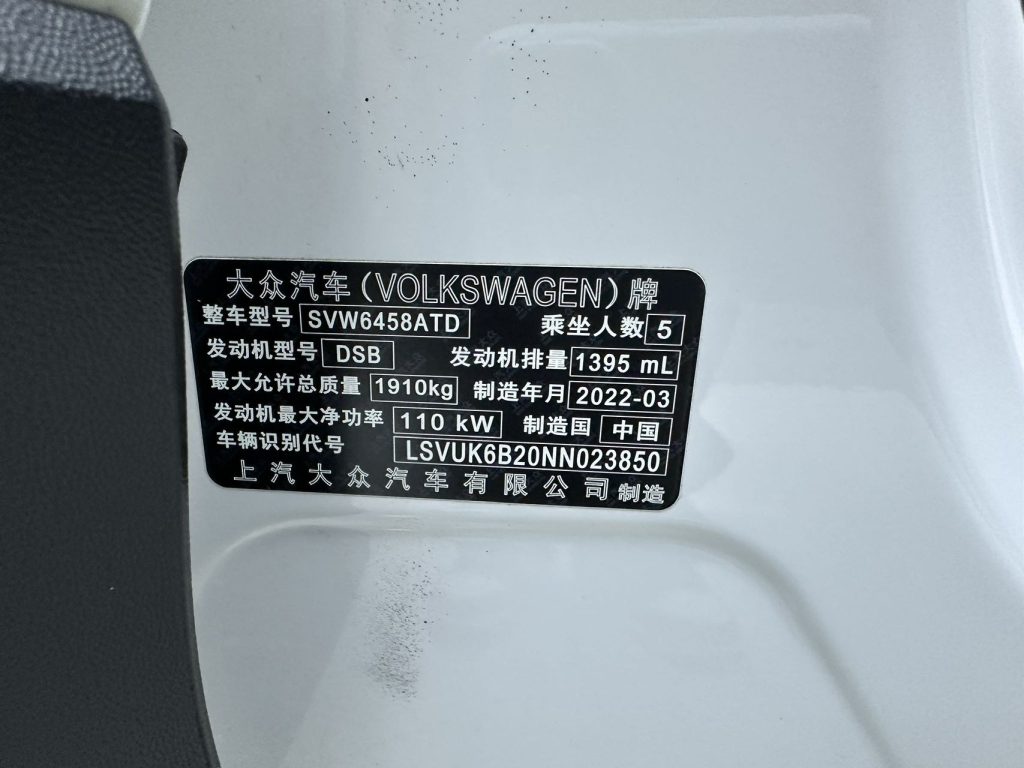 大众汽车(VOLKSWAGEN)牌
整车型号 SVW6458ATD 乘坐人数 5
发动机型号 DSB 发动机排量 1395 mL
最大允许总质量 1910kg 制造年月 2022-03
发动机最大净功率 110 kW 制造国 中国
车辆识别代号 LSVUK6B20NN023850
上汽大众汽车有限公司 制造